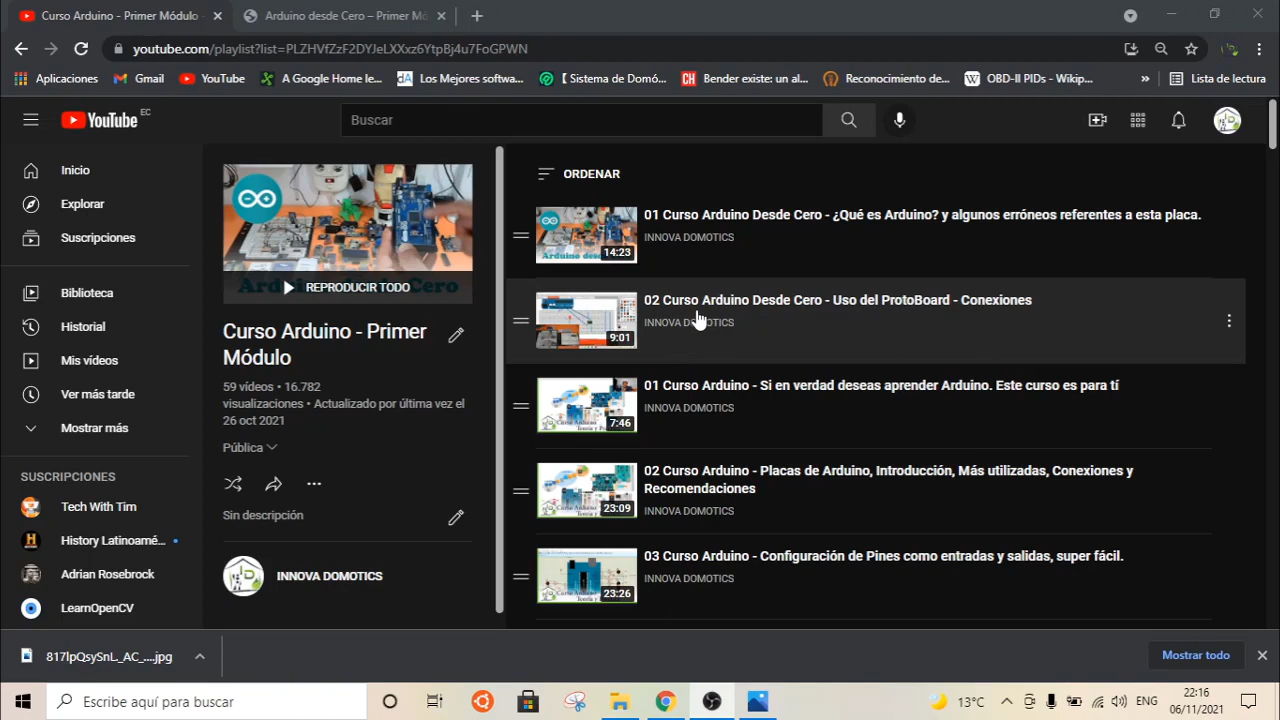 Curso Arduino - Primer Módulo -
Arduino desde Cero – Primer Mó
youtube.com/playlist?list=PLZHVfZzF2DYJeLXXxz6YtpBj4u7FoGPWN
Aplicaciones
Gmail
YouTube
A Google Home le...
Los Mejores softwa...
【 Sistema de Domó...
Bender existe: un al...
Reconocimiento de...
OBD-II PIDs - Wikip...
»
Lista de lectura
YouTube EC
Buscar
Inicio
Explorar
Suscripciones
Biblioteca
Historial
Mis vídeos
Ver más tarde
Mostrar más
SUSCRIPCIONES
Tech With Tim
History Latinoamé...
Adrian Rosebrock
LearnOpenCV
REPRODUCIR TODO
Curso Arduino - Primer
Módulo
59 vídeos • 16.782
visualizaciones • Actualizado por última vez el
26 oct 2021
Pública
Sin descripción
INNOVA DOMOTICS
ORDENAR
14:23
01 Curso Arduino Desde Cero - ¿Qué es Arduino? y algunos erróneos referentes a esta placa.
INNOVA DOMOTICS
9:01
02 Curso Arduino Desde Cero - Uso del ProtoBoard - Conexiones
INNOVA DOMOTICS
7:46
01 Curso Arduino - Si en verdad deseas aprender Arduino. Este curso es para tí
INNOVA DOMOTICS
23:09
02 Curso Arduino - Placas de Arduino, Introducción, Más utilizadas, Conexiones y
Recomendaciones
INNOVA DOMOTICS
23:26
03 Curso Arduino - Configuración de Pines como entradas y salidas, super fácil.
INNOVA DOMOTICS
817lpQsySnL_AC_....jpg
Mostrar todo
Escribe aquí para buscar
13°C
ENG
22:16
06/11/2021